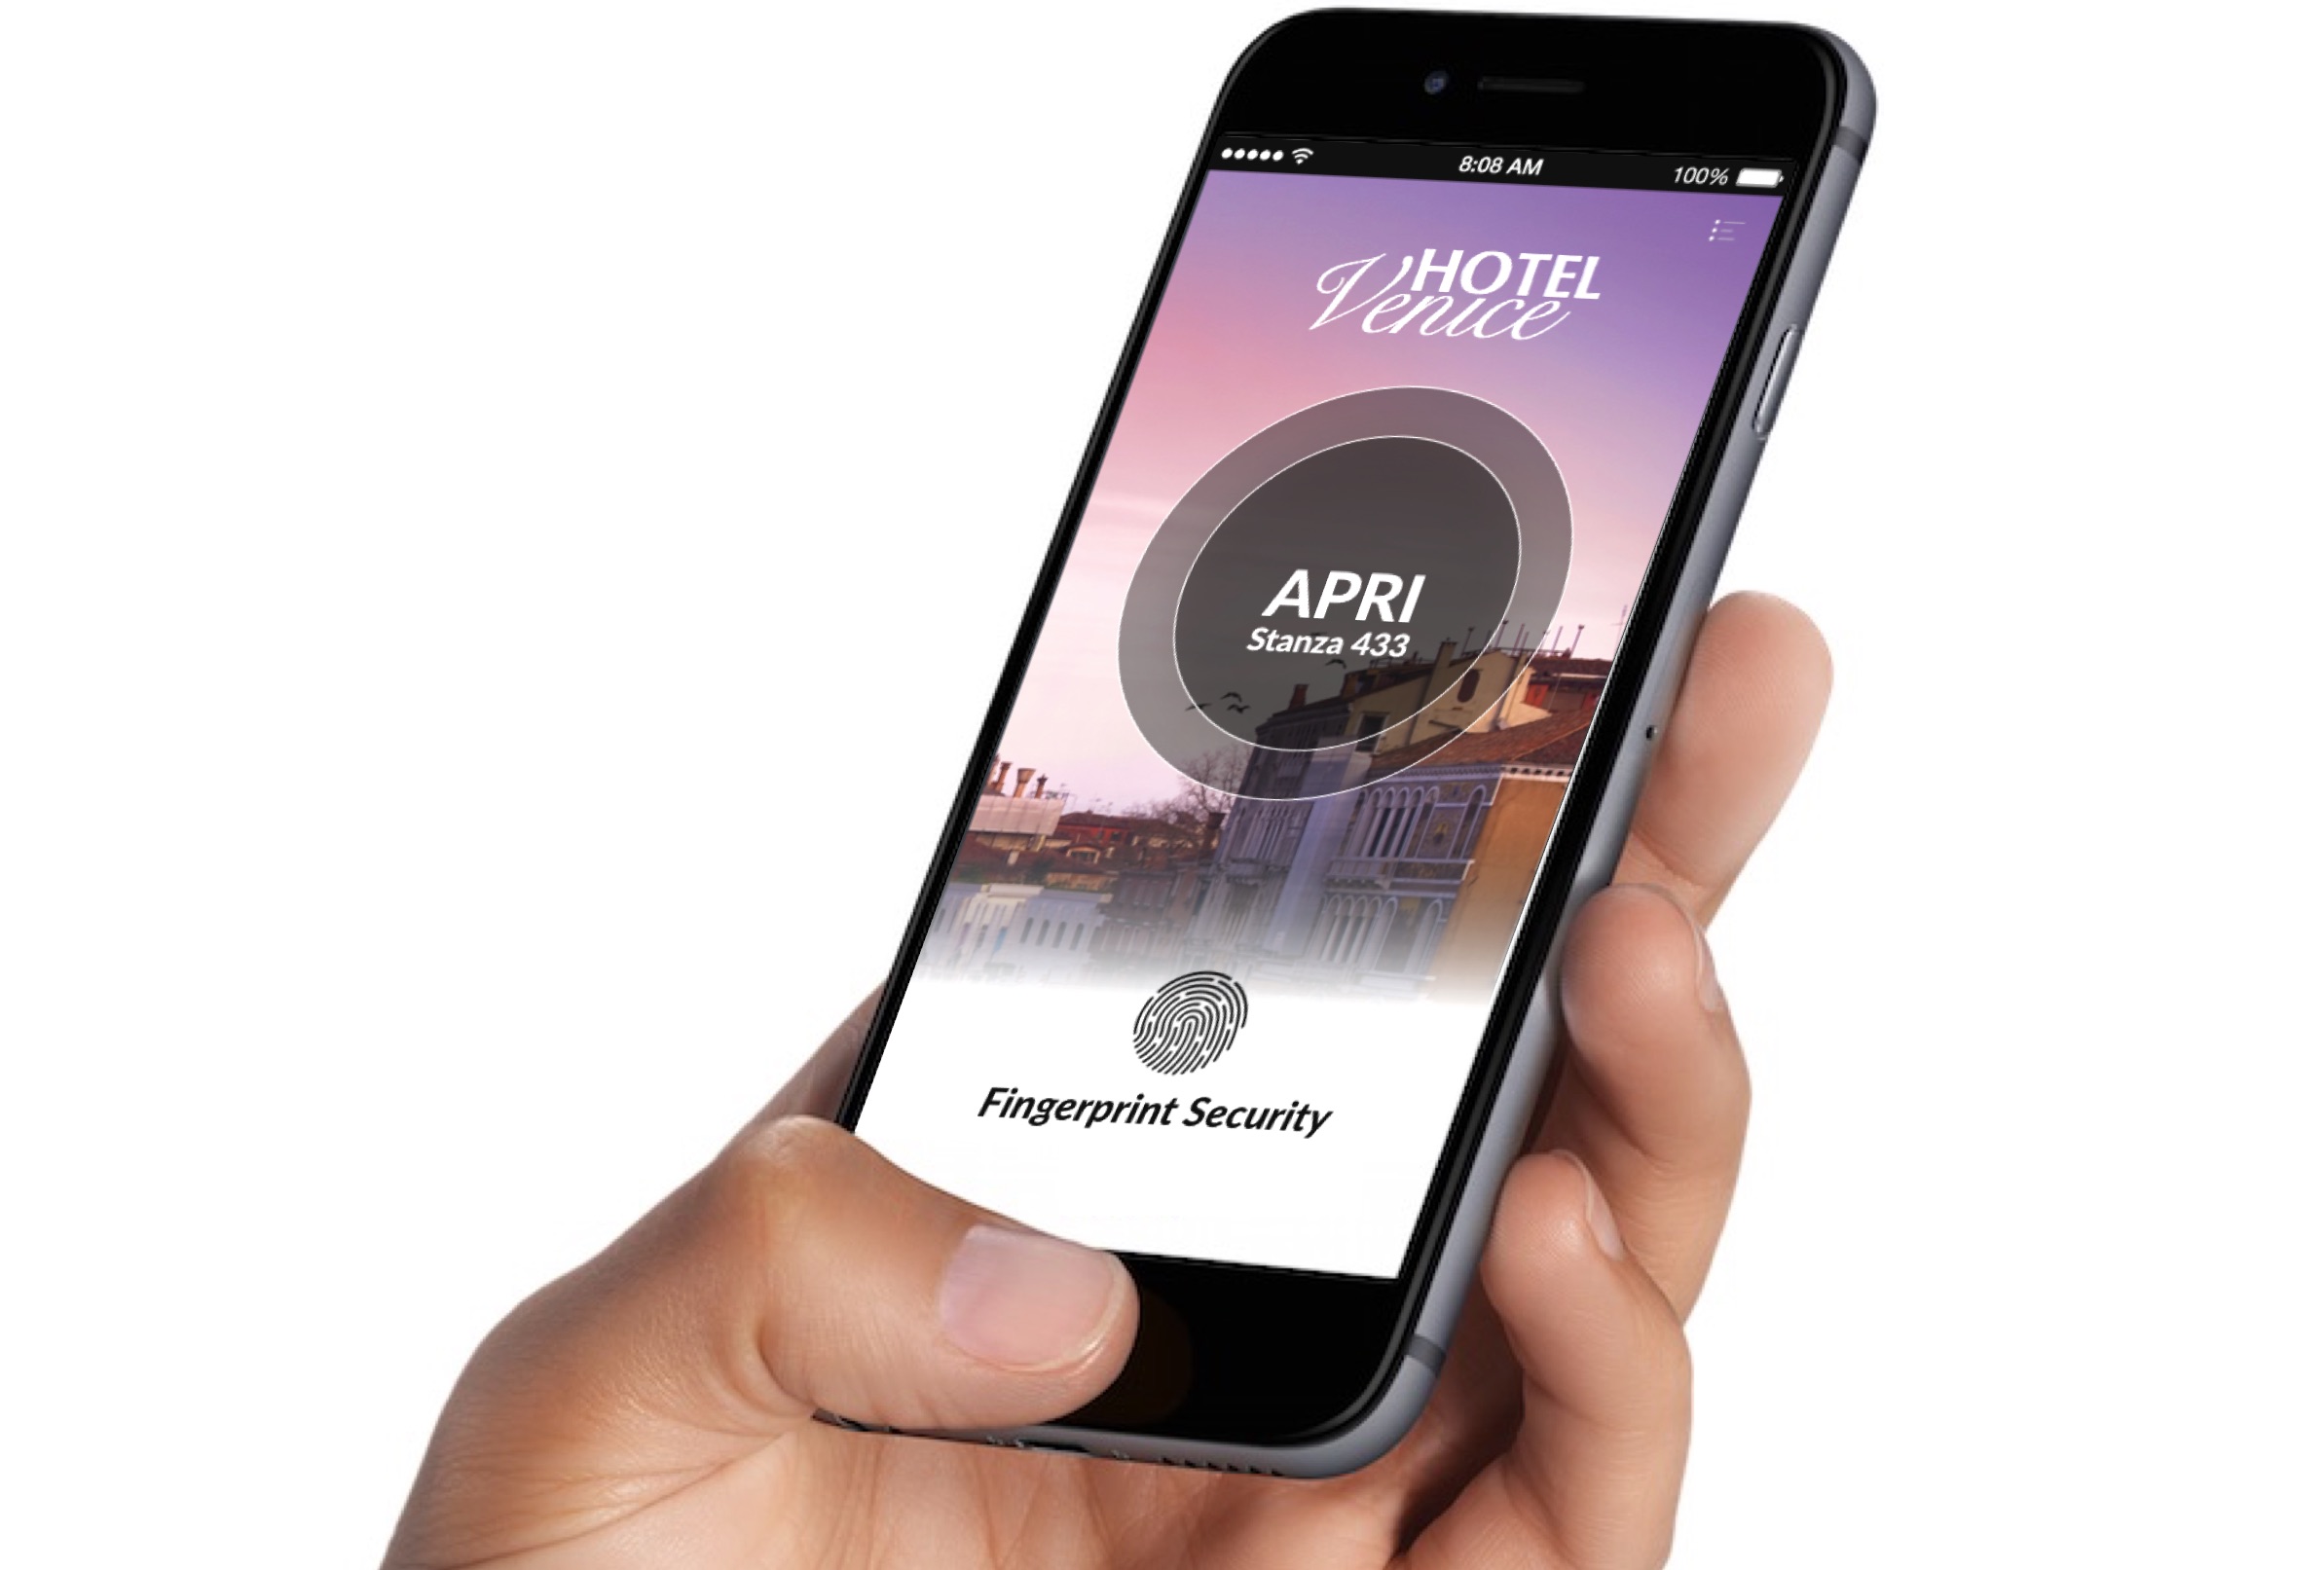 8:08 AM
100%
HOTEL
Venice
APRI
Stanza 433
Fingerprint Security